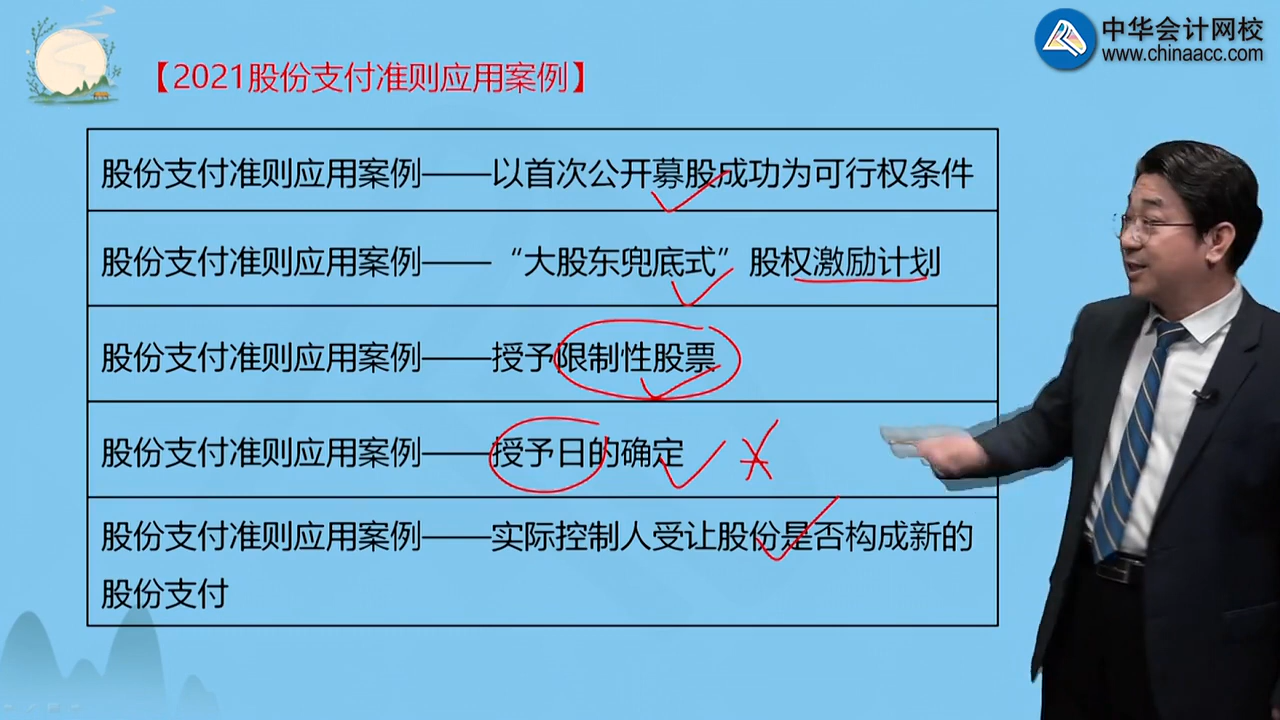 中华会计网校
www.chinaacc.com
【2021股份支付准则应用案例】
股份支付准则应用案例——以首次公开募股成功为可行权条件
股份支付准则应用案例——“大股东兜底式”股权激励计划
股份支付准则应用案例——授予限制性股票
股份支付准则应用案例——授予日的确定
股份支付准则应用案例——实际控制人受让股份是否构成新的
股份支付